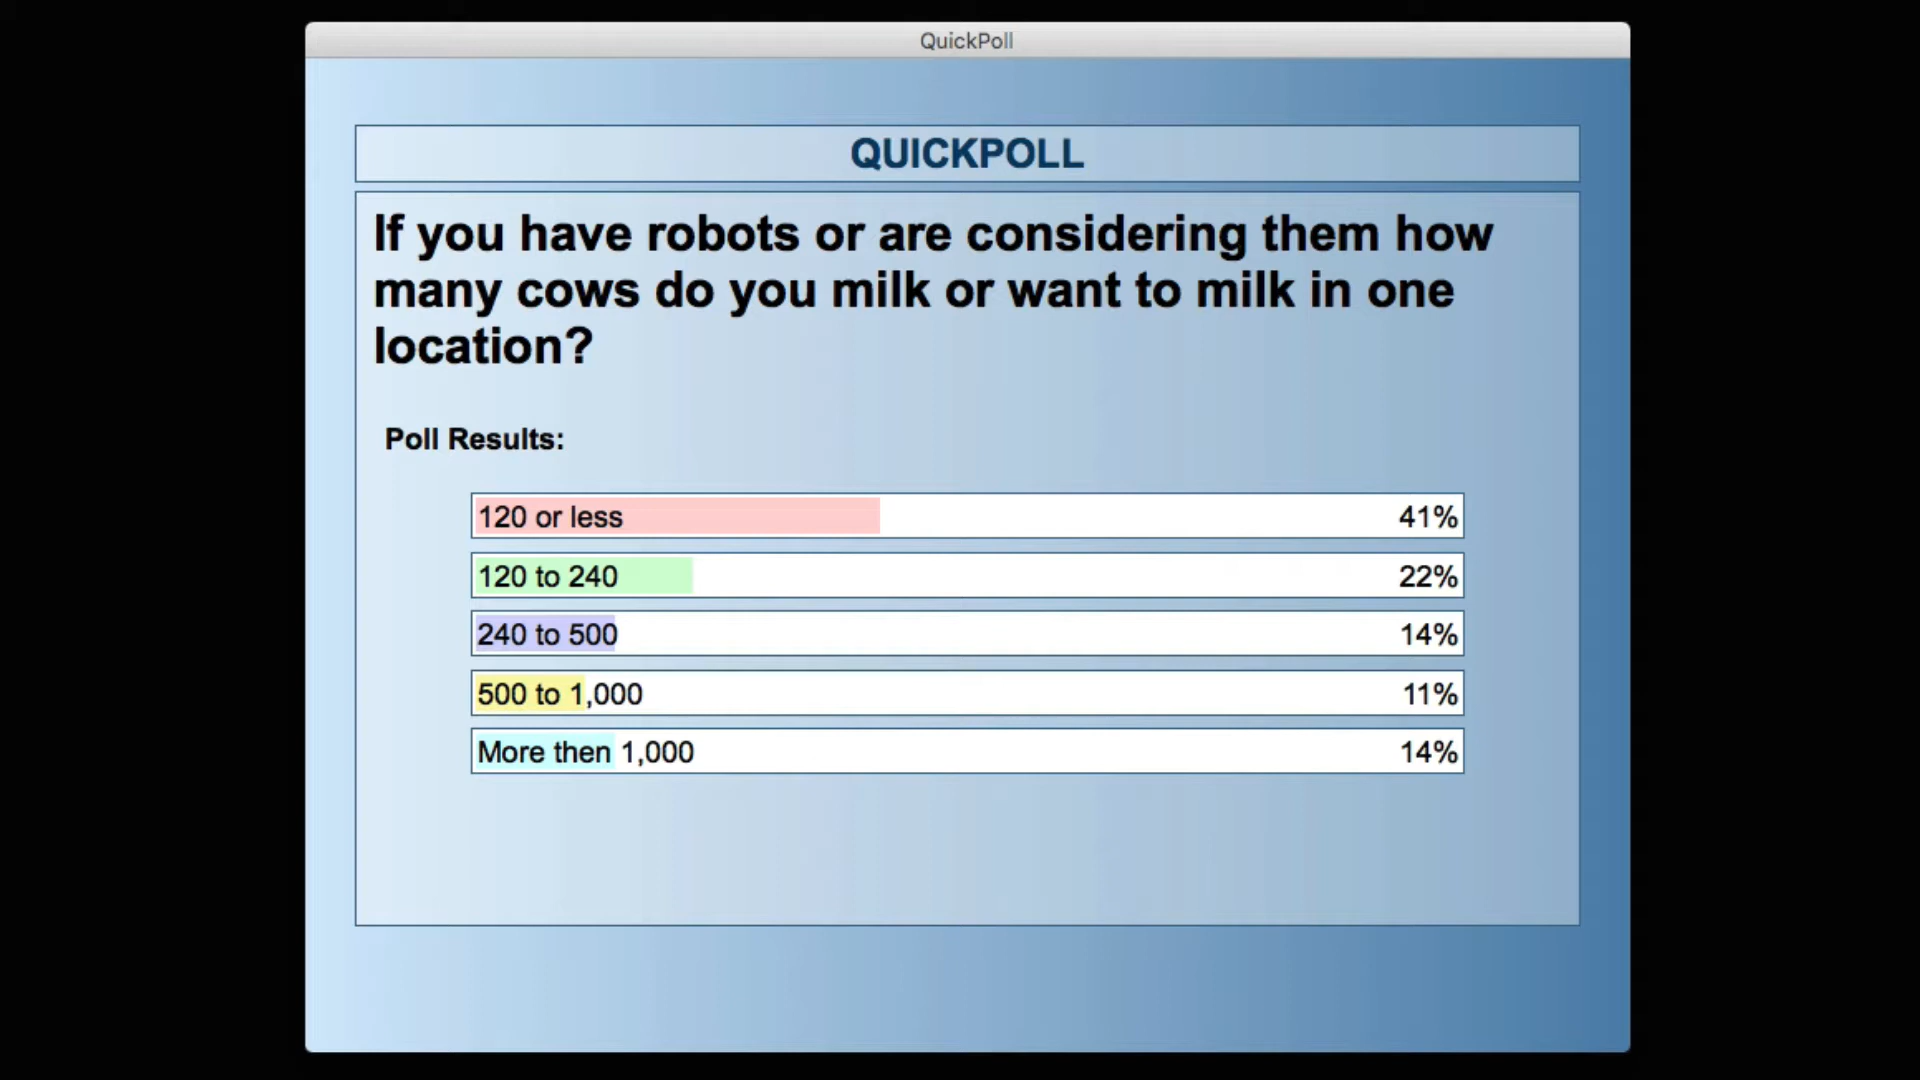 QuickPoll
QUICKPOLL
If you have robots or are considering them how
many cows do you milk or want to milk in one
location?
Poll Results:
120 or less 41%
120 to 240 22%
240 to 500 14%
500 to 1,000 11%
More then 1,000 14%